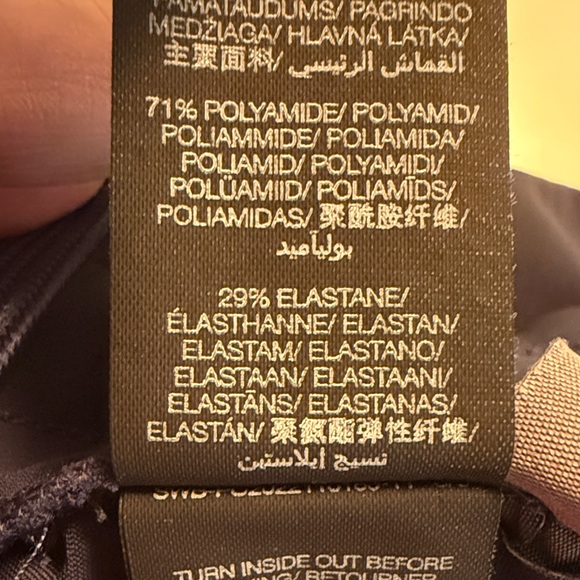 PAMATAUDUMS/ PAGRINDO
MEDŽIAGA/ HLAVNÁ LÁTKA/
主要面料/ القماش الرئيسي/
71% POLYAMIDE/ POLYAMID/
POLIAMMIDE/ POLIAMIDA/
POLIAMID/ POLYAMIDI/
POLÜAMIID/ POLIAMĪDS/
POLIAMIDAS/ 聚酰胺纤维/
بولياميد
29% ELASTANE/
ÉLASTHANNE/ ELASTAN/
ELASTAM/ ELASTANO/
ELASTAAN/ ELASTAANI/
ELASTĀNS/ ELASTANAS/
ELASTÁN/ 聚氨酯弹性纤维/
نسيج إيلاستين
TURN INSIDE OUT BEFORE
RETOURNER